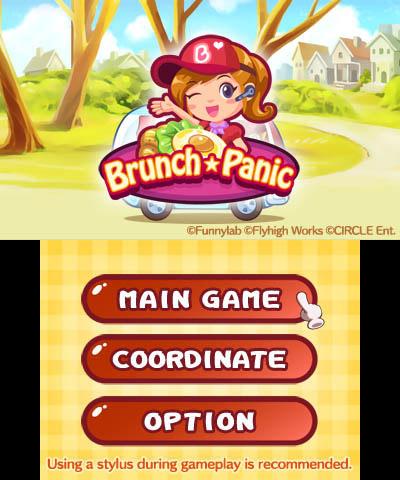 B
Brunch★Panic
©Funnylab ©Flyhigh Works ©CIRCLE Ent.
MAIN GAME
COORDINATE
OPTION
Using a stylus during gameplay is recommended.